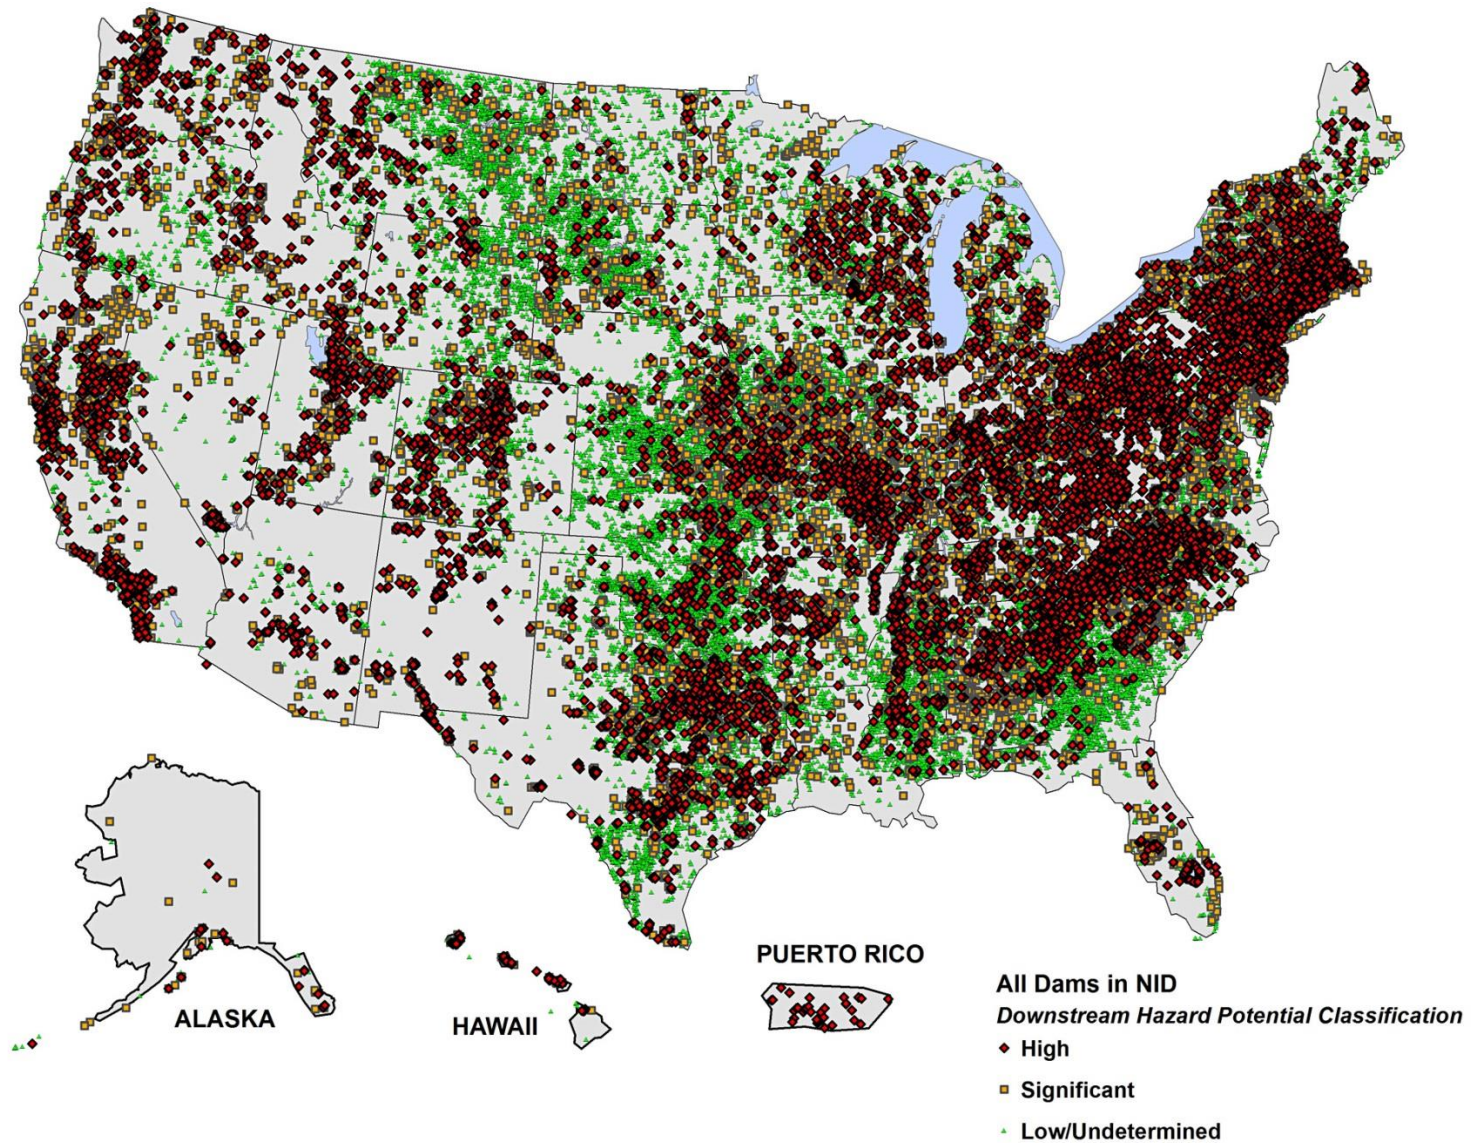 PUERTO RICO
ALASKA
HAWAII
All Dams in NID
Downstream Hazard Potential Classification
High
Significant
Low/Undetermined